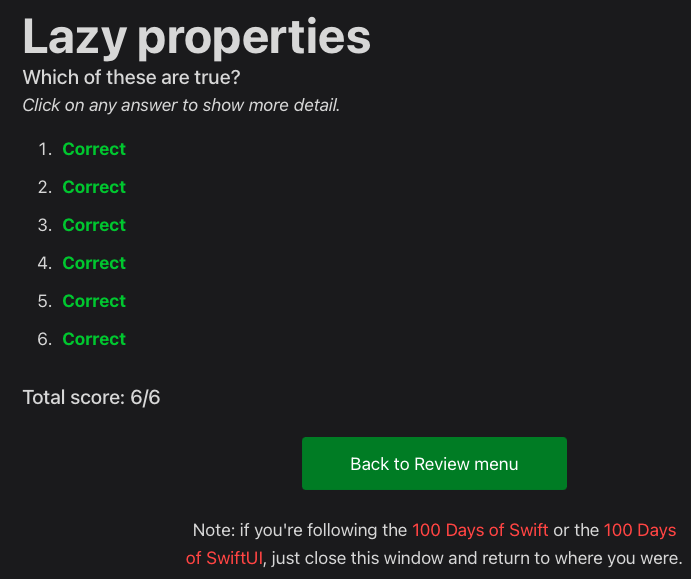 Lazy properties
Which of these are true?
Click on any answer to show more detail.
1. Correct
2. Correct
3. Correct
4. Correct
5. Correct
6. Correct
Total score: 6/6
Back to Review menu
Note: if you're following the 100 Days of Swift or the 100 Days
of SwiftUI, just close this window and return to where you were.